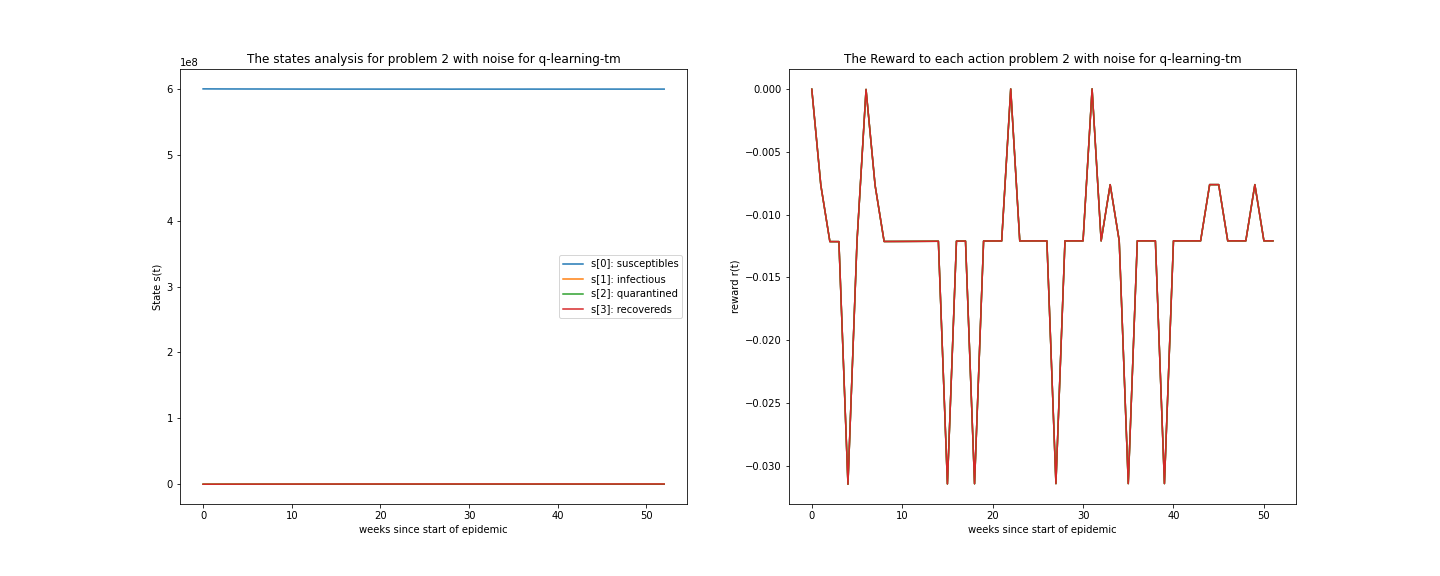 The states analysis for problem 2 with noise for q-learning-tm
1e8
6
5
4
3
2
1
0
State s(t)
s[0]: susceptibles
s[1]: infectious
s[2]: quarantined
s[3]: recovereds
0 10 20 30 40 50
weeks since start of epidemic
The Reward to each action problem 2 with noise for q-learning-tm
0.000
−0.005
−0.010
−0.015
−0.020
−0.025
−0.030
reward r(t)
0 10 20 30 40 50
weeks since start of epidemic